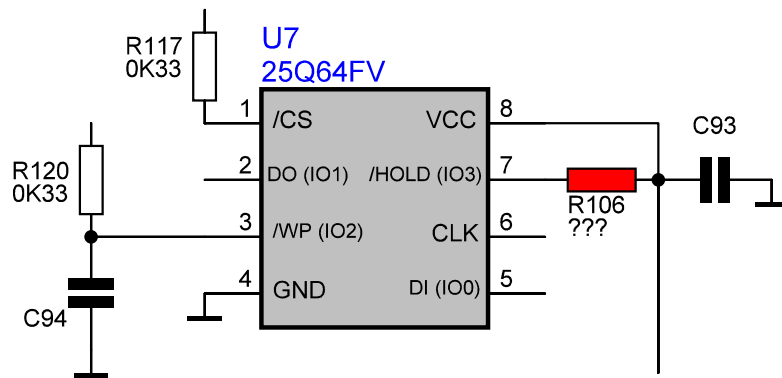 U7
25Q64FV
R117
0K33
1
/CS
VCC
8
C93
R120
0K33
2
DO (IO1)
/HOLD (IO3)
7
R106
???
3
/WP (IO2)
CLK
6
4
GND
DI (IO0)
5
C94